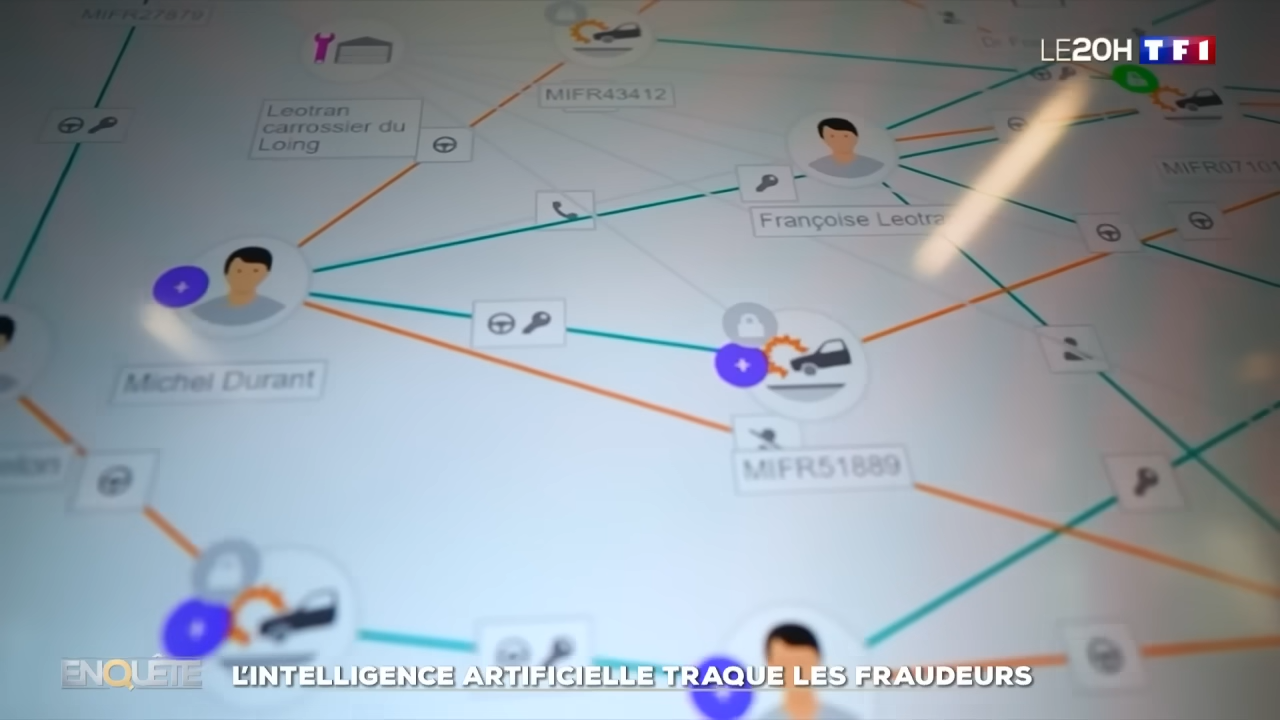 MIFR27879
LE20H TF1
MIFR43412
Leotran
carrossier du
Loing
MIFR07101
Françoise Leotra
Michel Durant
MIFR51889
ENQUÊTE
L'INTELLIGENCE ARTIFICIELLE TRAQUE LES FRAUDEURS